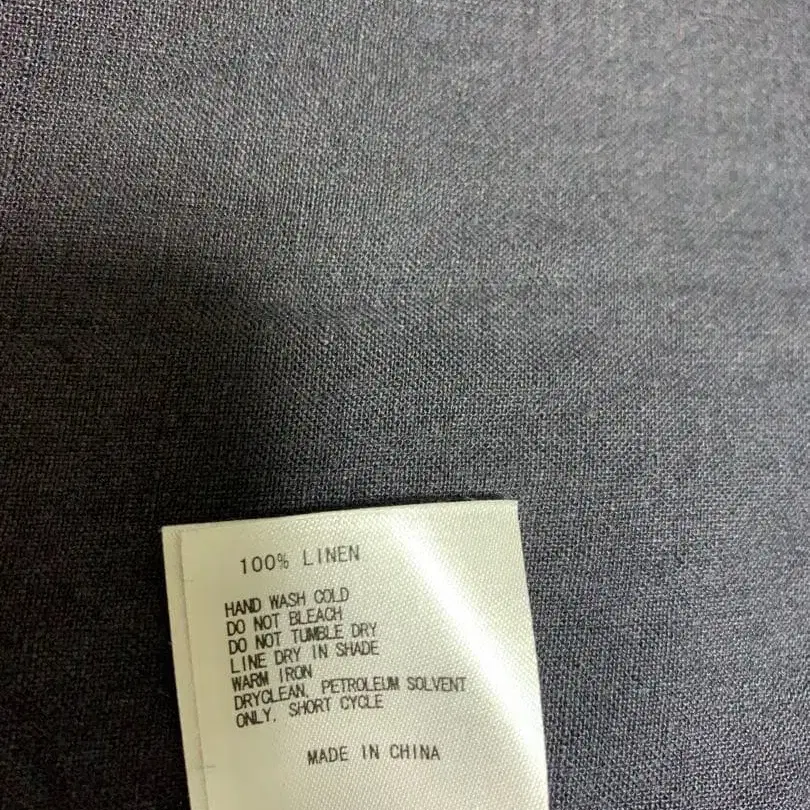 100% LINEN
HAND WASH COLD
DO NOT BLEACH
DO NOT TUMBLE DRY
LINE DRY IN SHADE
WARM IRON
DRYCLEAN, PETROLEUM SOLVENT
ONLY, SHORT CYCLE
MADE IN CHINA